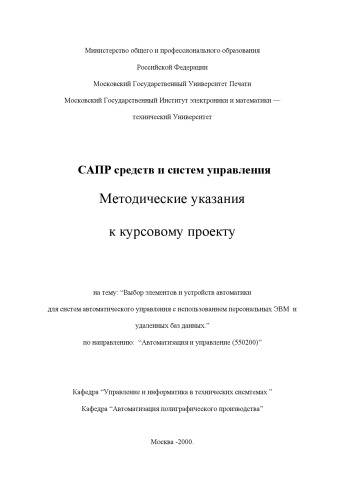 Министерство общего и профессионального образования
Российской Федерации
Московский Государственный Университет Печати
Московский Государственный Институт электроники и математики —
технический Университет
САПР средств и систем управления
Методические указания
к курсовому проекту
на тему: “Выбор элементов и устройств автоматики
для систем автоматического управления с использованием персональных ЭВМ и
удаленных баз данных.”
по направлению: “Автоматизация и управление (550200)”
Кафедра “Управление и информатика в технических сиемтемах ”
Кафедра “Автоматизация полиграфического производства”
Москва -2000.